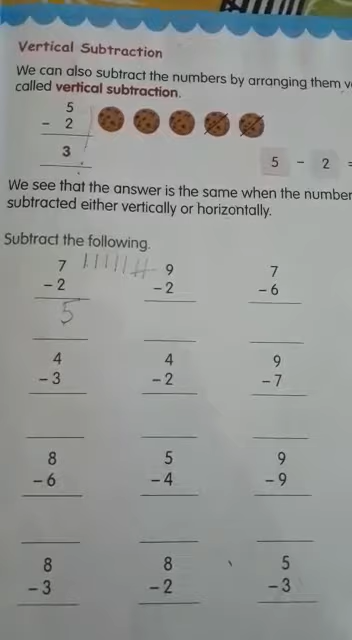 Vertical Subtraction
We can also subtract the numbers by arranging them
called vertical subtraction.
5
- 2
3
5 - 2 =
We see that the answer is the same when the number
subtracted either vertically or horizontally.
Subtract the following.
7 9 7
- 2 - 2 - 6
5
4 4 9
- 3 - 2 - 7
8 5 9
- 6 - 4 - 9
8 8 5
- 3 - 2 - 3